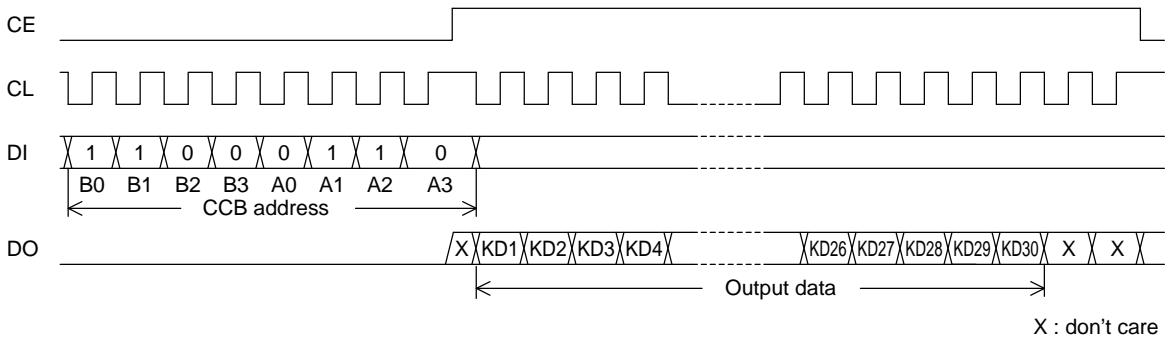 CE
CL
DI 1 1 0 0 0 1 1 0
B0 B1 B2 B3 A0 A1 A2 A3
CCB address
DO X KD1 KD2 KD3 KD4 KD26 KD27 KD28 KD29 KD30 X X
Output data
X : don't care